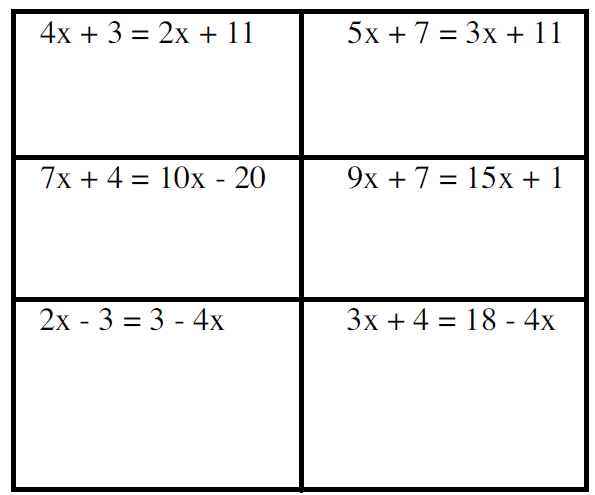 4x + 3 = 2x + 11
5x + 7 = 3x + 11
7x + 4 = 10x - 20
9x + 7 = 15x + 1
2x - 3 = 3 - 4x
3x + 4 = 18 - 4x